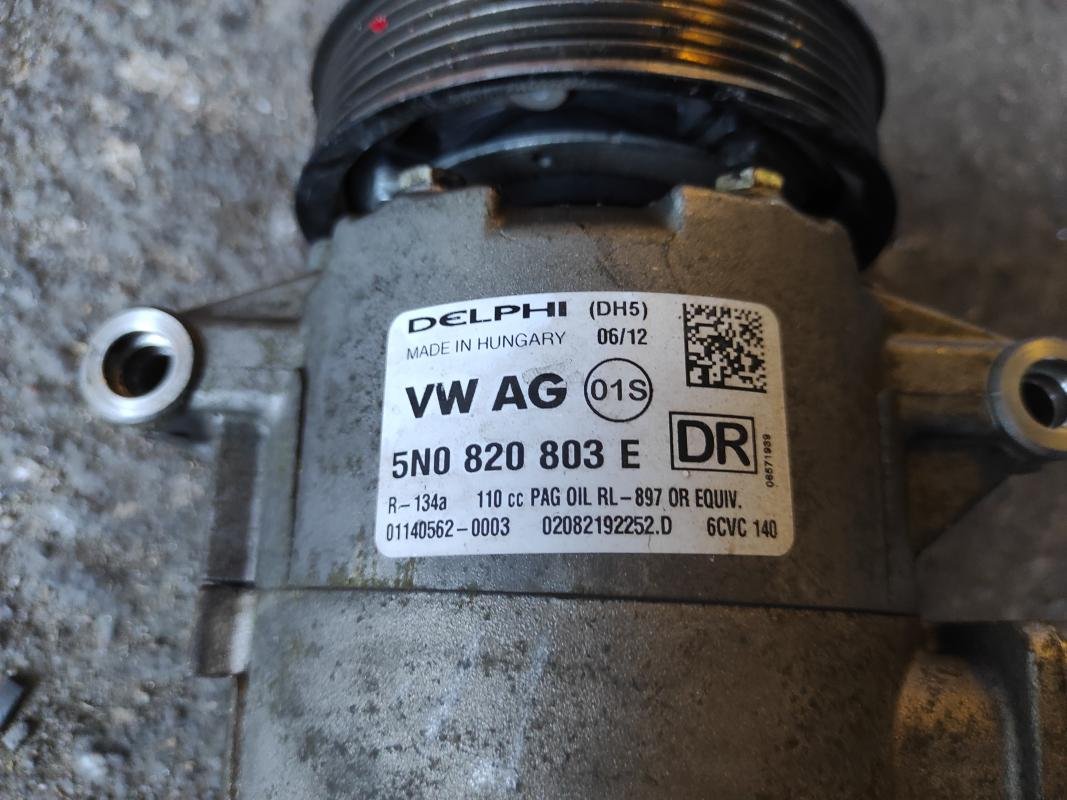 DELPHI (DH5)
MADE IN HUNGARY 06/12
VW AG 01S
5N0 820 803 E DR
06571939
R-134a 110 cc PAG OIL RL-897 OR EQUIV.
01140562-0003 02082192252.D 6CVC 140